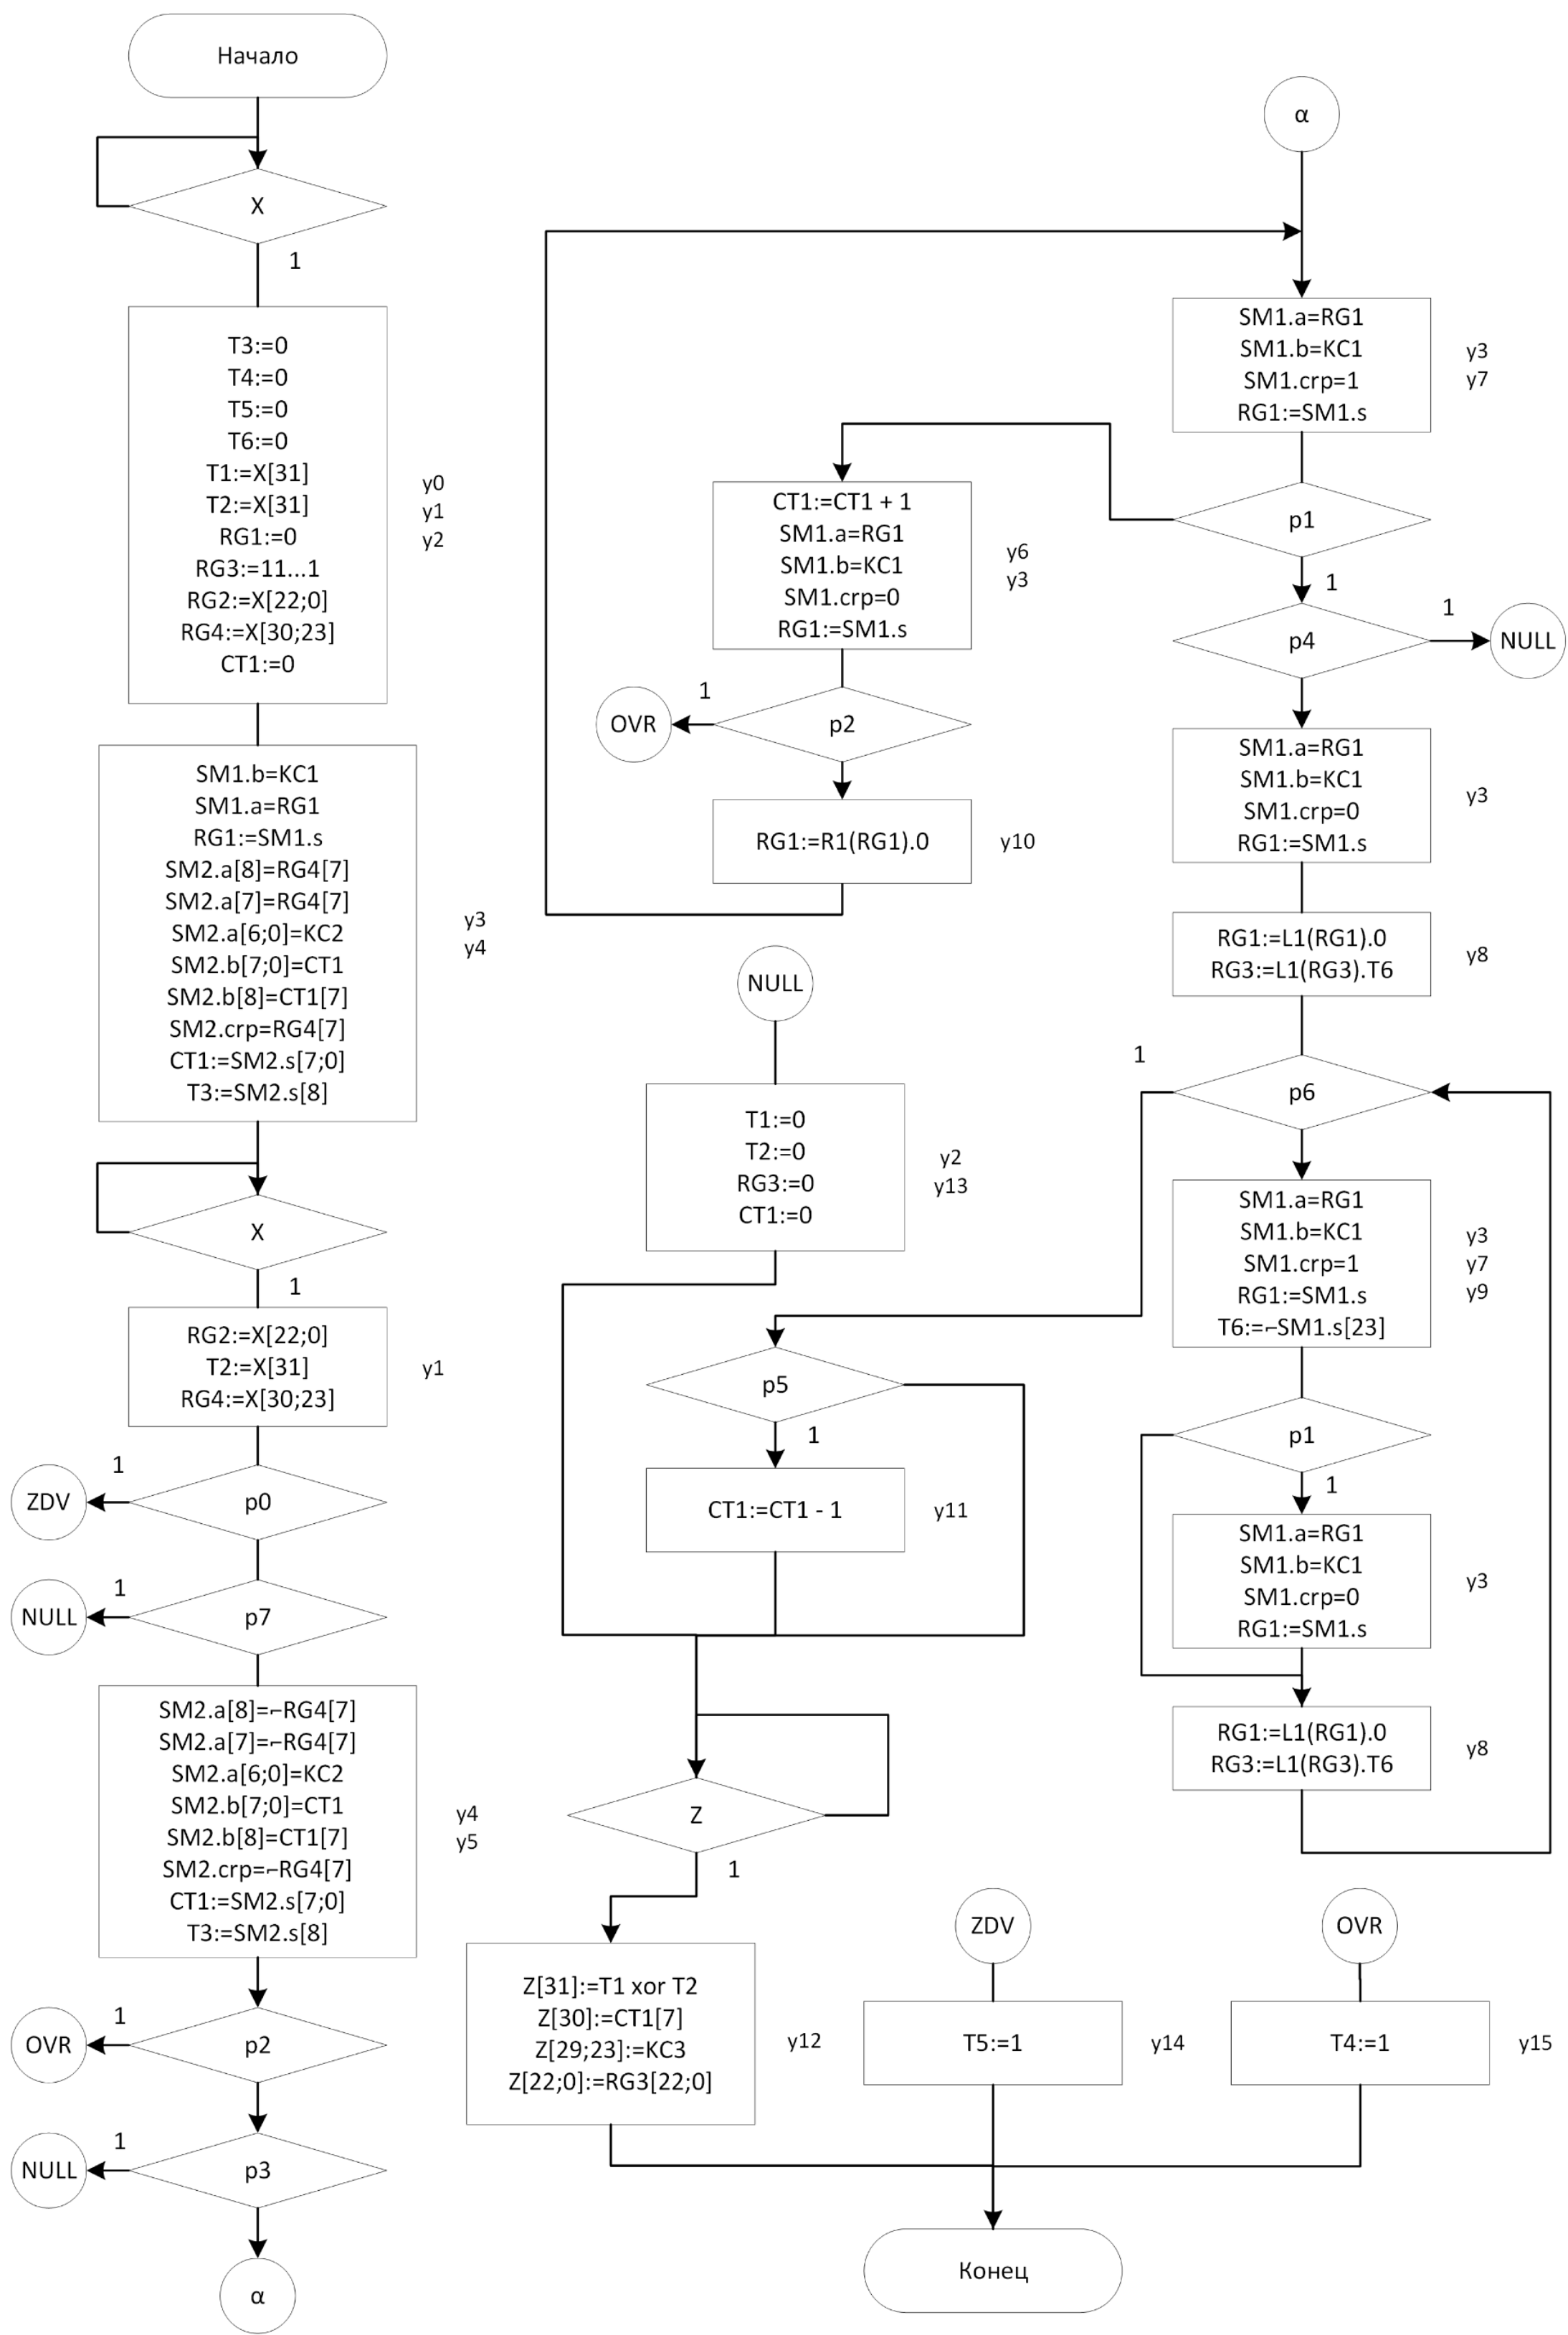 Начало
X
1
T3:=0
T4:=0
T5:=0
T6:=0
T1:=X[31]
T2:=X[31]
RG1:=0
RG3:=11...1
RG2:=X[22;0]
RG4:=X[30;23]
CT1:=0
y0
y1
y2
SM1.b=КС1
SM1.a=RG1
RG1:=SM1.s
SM2.a[8]=RG4[7]
SM2.a[7]=RG4[7]
SM2.a[6;0]=КС2
SM2.b[7;0]=CT1
SM2.b[8]=CT1[7]
SM2.crp=RG4[7]
CT1:=SM2.s[7;0]
T3:=SM2.s[8]
y3
y4
X
1
RG2:=X[22;0]
T2:=X[31]
RG4:=X[30;23]
y1
p0
1
ZDV
p7
1
NULL
SM2.a[8]=⌐RG4[7]
SM2.a[7]=⌐RG4[7]
SM2.a[6;0]=КС2
SM2.b[7;0]=CT1
SM2.b[8]=CT1[7]
SM2.crp=⌐RG4[7]
CT1:=SM2.s[7;0]
T3:=SM2.s[8]
y4
y5
p2
1
OVR
p3
1
NULL
α
α
SM1.a=RG1
SM1.b=КС1
SM1.crp=1
RG1:=SM1.s
y3
y7
p1
1
CT1:=CT1 + 1
SM1.a=RG1
SM1.b=КС1
SM1.crp=0
RG1:=SM1.s
y6
y3
p2
1
OVR
RG1:=R1(RG1).0
y10
p4
1
NULL
SM1.a=RG1
SM1.b=КС1
SM1.crp=0
RG1:=SM1.s
y3
RG1:=L1(RG1).0
RG3:=L1(RG3).T6
y8
p6
1
SM1.a=RG1
SM1.b=КС1
SM1.crp=1
RG1:=SM1.s
T6:=⌐SM1.s[23]
y3
y7
y9
p1
1
SM1.a=RG1
SM1.b=КС1
SM1.crp=0
RG1:=SM1.s
y3
RG1:=L1(RG1).0
RG3:=L1(RG3).T6
y8
NULL
T1:=0
T2:=0
RG3:=0
CT1:=0
y2
y13
p5
1
CT1:=CT1 - 1
y11
Z
1
Z[31]:=T1 xor T2
Z[30]:=CT1[7]
Z[29;23]:=КС3
Z[22;0]:=RG3[22;0]
y12
ZDV
T5:=1
y14
OVR
T4:=1
y15
Конец